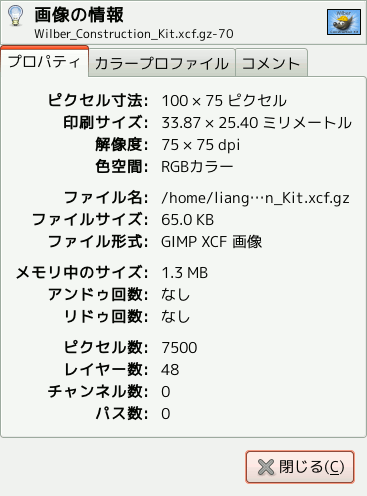 画像の情報
Wilber_Construction_Kit.xcf.gz-70
プロパティ カラープロファイル コメント
ピクセル寸法: 100 × 75 ピクセル
印刷サイズ: 33.87 × 25.40 ミリメートル
解像度: 75 × 75 dpi
色空間: RGBカラー
ファイル名: /home/liang…n_Kit.xcf.gz
ファイルサイズ: 65.0 KB
ファイル形式: GIMP XCF 画像
メモリ中のサイズ: 1.3 MB
アンドゥ回数: なし
リドゥ回数: なし
ピクセル数: 7500
レイヤー数: 48
チャンネル数: 0
パス数: 0
閉じる(C)